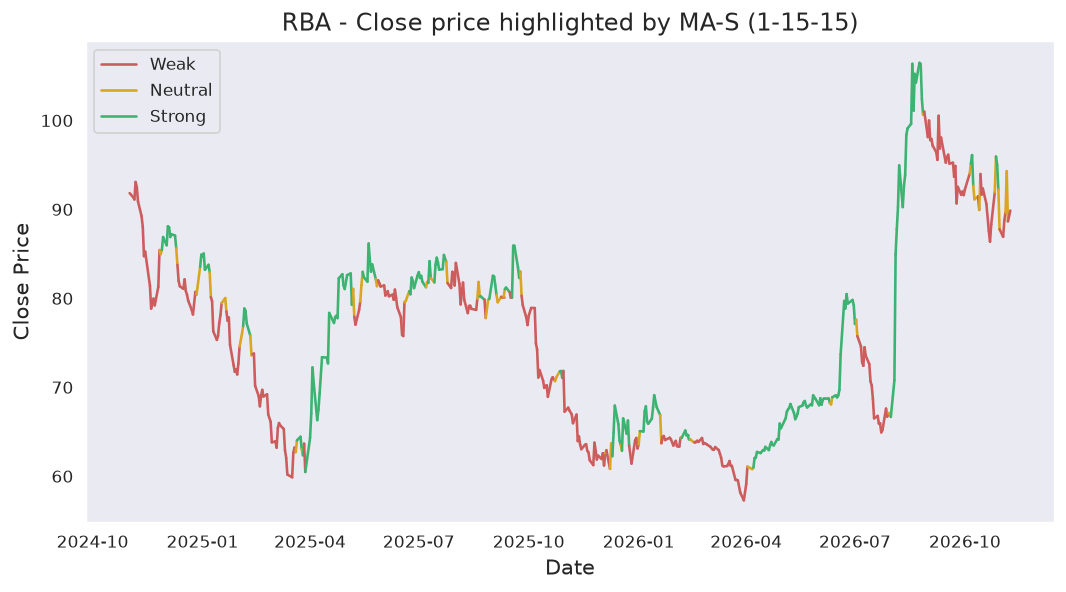 RBA - Close price highlighted by MA-S (1-15-15)
Weak
Neutral
Strong
Close Price
100
90
80
70
60
2024-10 2025-01 2025-04 2025-07 2025-10 2026-01 2026-04 2026-07 2026-10
Date